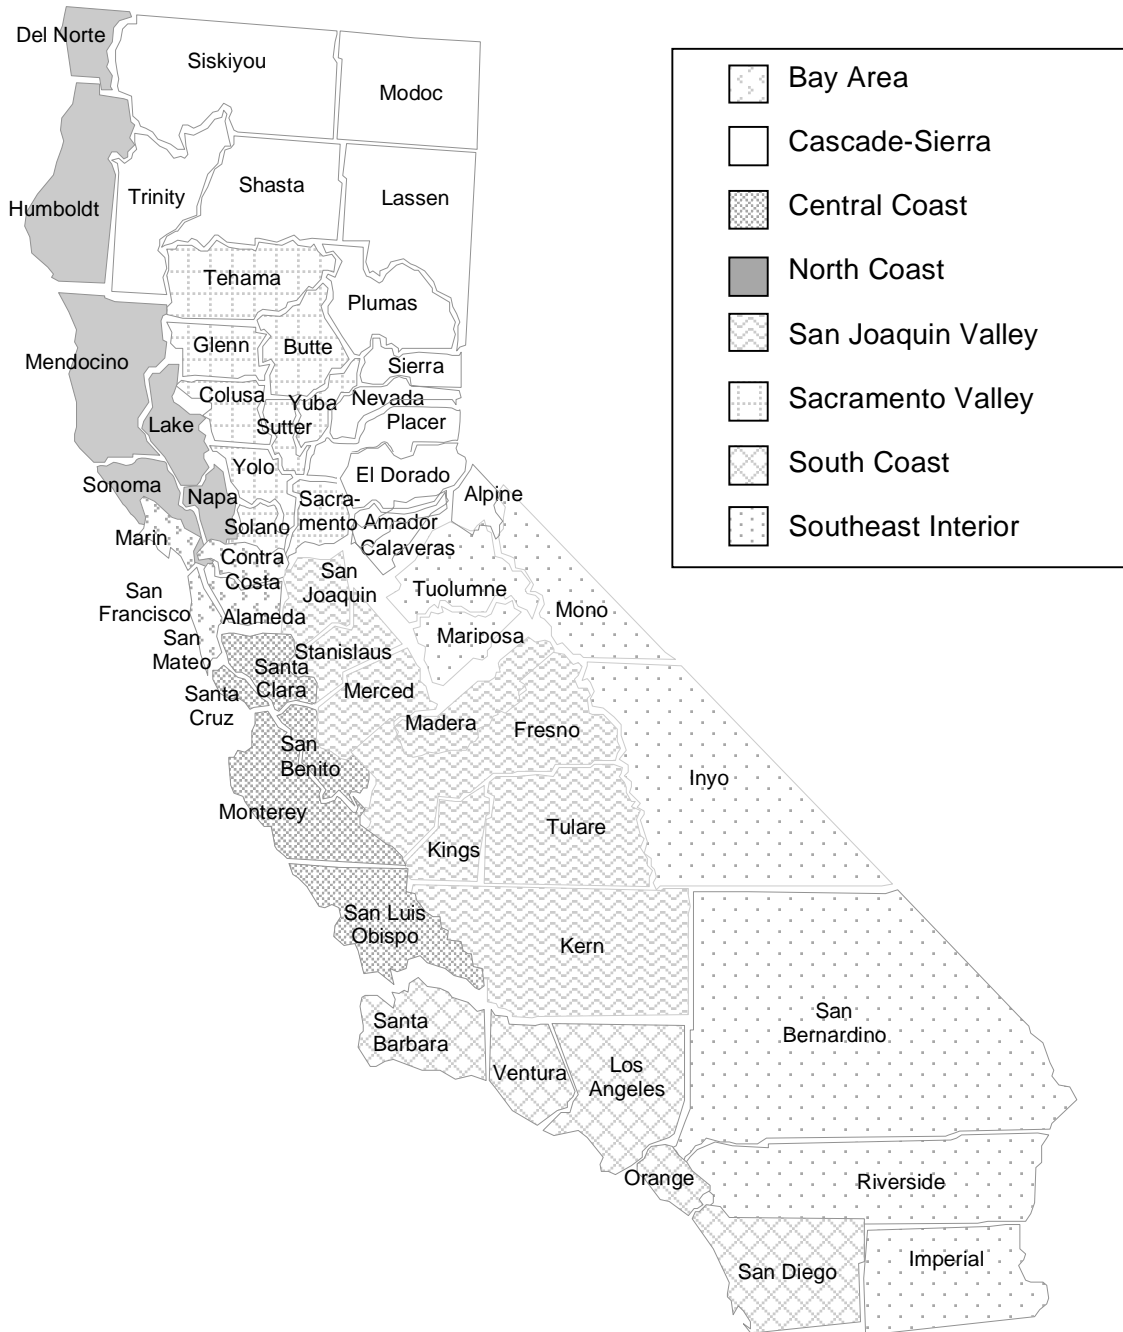 Del Norte
Siskiyou
Modoc
Humboldt
Trinity
Shasta
Lassen
Tehama
Plumas
Mendocino
Glenn
Butte
Sierra
Colusa
Yuba
Nevada
Lake
Sutter
Placer
Sonoma
Napa
Yolo
El Dorado
Alpine
Marin
Solano
Sacra-
mento
Amador
Calaveras
Contra
Costa
San
Joaquin
Tuolumne
Mono
San
Francisco
Alameda
Mariposa
San
Mateo
Stanislaus
Santa
Clara
Santa
Cruz
Merced
Madera
Fresno
San
Benito
Inyo
Monterey
Kings
Tulare
San Luis
Obispo
Kern
Santa
Barbara
Ventura
Los
Angeles
San
Bernardino
Orange
Riverside
San Diego
Imperial
Bay Area
Cascade-Sierra
Central Coast
North Coast
San Joaquin Valley
Sacramento Valley
South Coast
Southeast Interior